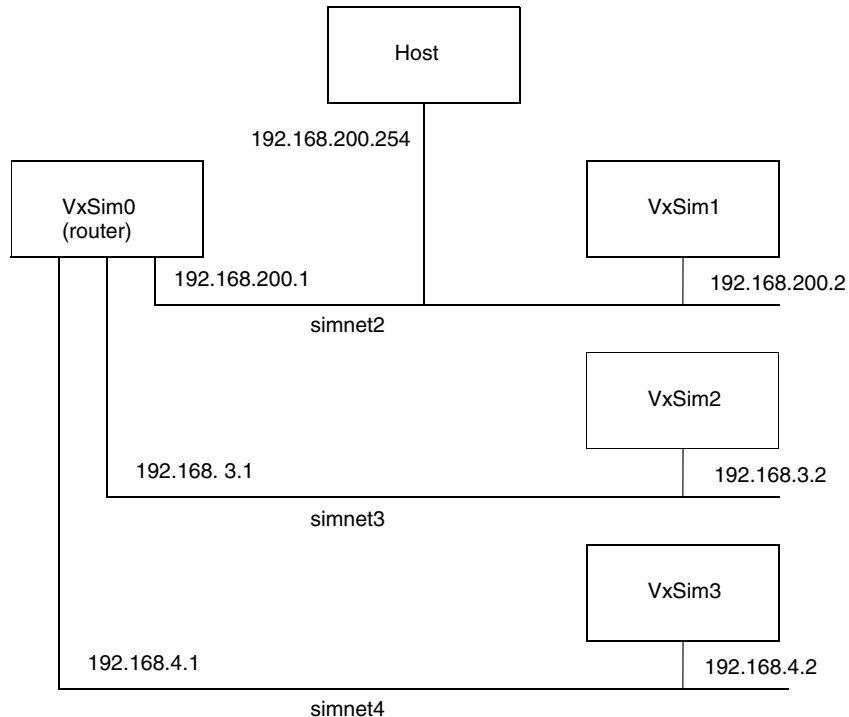 Host
192.168.200.254
VxSim0
(router)
VxSim1
192.168.200.1
192.168.200.2
simnet2
VxSim2
192.168. 3.1
192.168.3.2
simnet3
VxSim3
192.168.4.1
192.168.4.2
simnet4